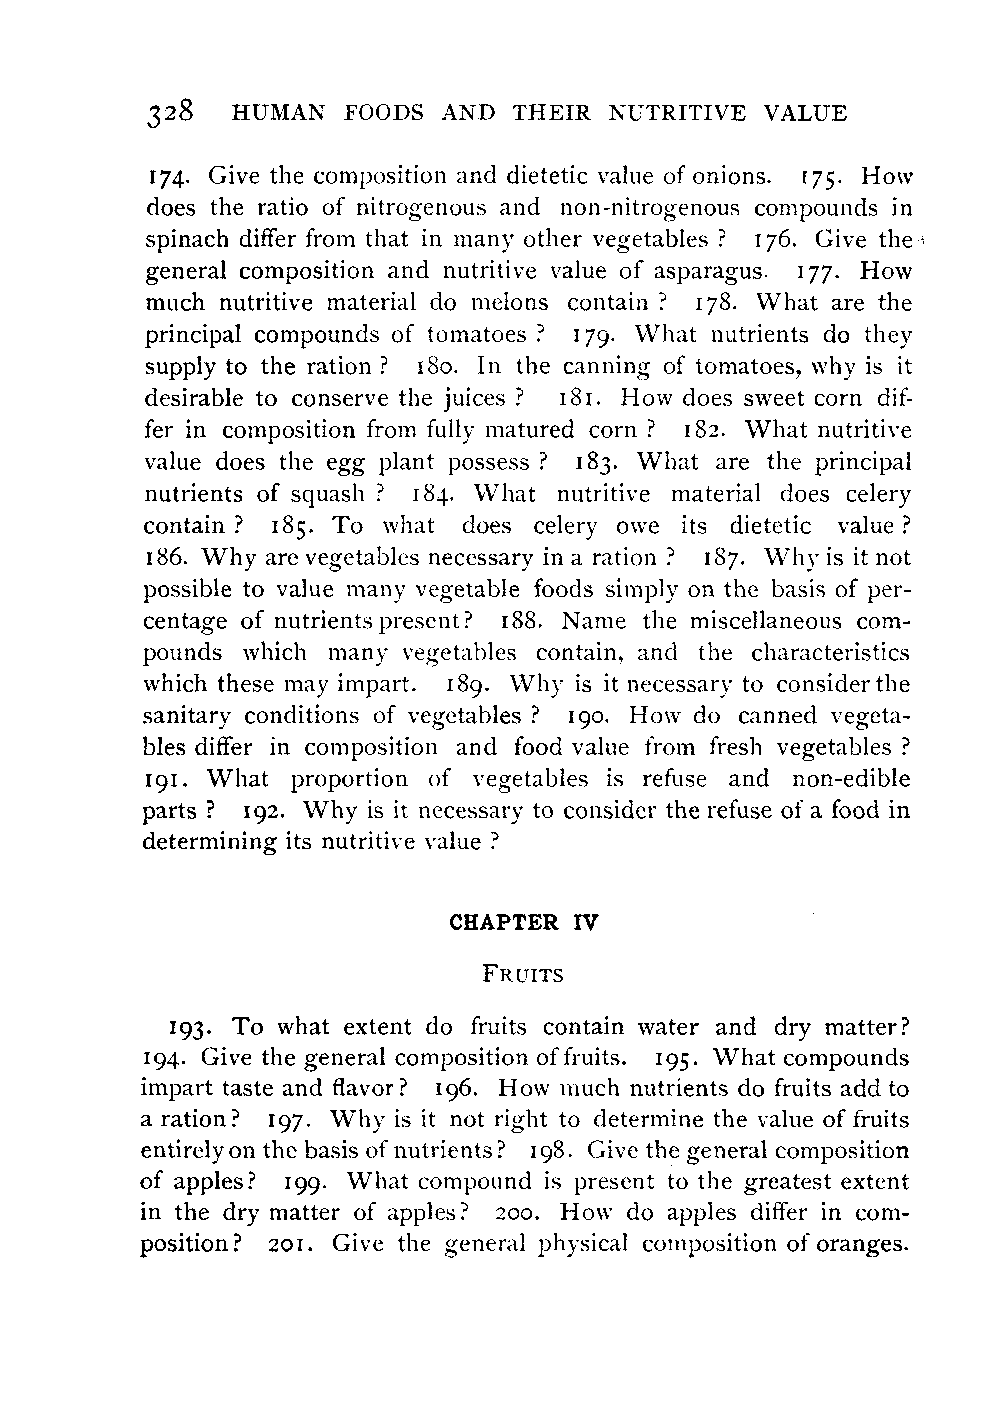 328 HUMAN FOODS AND THEIR NUTRITIVE VALUE
174. Give the composition and dietetic value of onions. 175. How
does the ratio of nitrogenous and non-nitrogenous compounds in
spinach differ from that in many other vegetables ? 176. Give the
general composition and nutritive value of asparagus. 177. How
much nutritive material do melons contain ? 178. What are the
principal compounds of tomatoes ? 179. What nutrients do they
supply to the ration ? 180. In the canning of tomatoes, why is it
desirable to conserve the juices ? 181. How does sweet corn dif-
fer in composition from fully matured corn ? 182. What nutritive
value does the egg plant possess ? 183. What are the principal
nutrients of squash ? 184. What nutritive material does celery
contain ? 185. To what does celery owe its dietetic value ?
186. Why are vegetables necessary in a ration ? 187. Why is it not
possible to value many vegetable foods simply on the basis of per-
centage of nutrients present? 188. Name the miscellaneous com-
pounds which many vegetables contain, and the characteristics
which these may impart. 189. Why is it necessary to consider the
sanitary conditions of vegetables ? 190. How do canned vegeta-
bles differ in composition and food value from fresh vegetables ?
191. What proportion of vegetables is refuse and non-edible
parts ? 192. Why is it necessary to consider the refuse of a food in
determining its nutritive value ?
CHAPTER IV
FRUITS
193. To what extent do fruits contain water and dry matter?
194. Give the general composition of fruits. 195. What compounds
impart taste and flavor? 196. How much nutrients do fruits add to
a ration? 197. Why is it not right to determine the value of fruits
entirely on the basis of nutrients? 198. Give the general composition
of apples? 199. What compound is present to the greatest extent
in the dry matter of apples? 200. How do apples differ in com-
position? 201. Give the general physical composition of oranges.